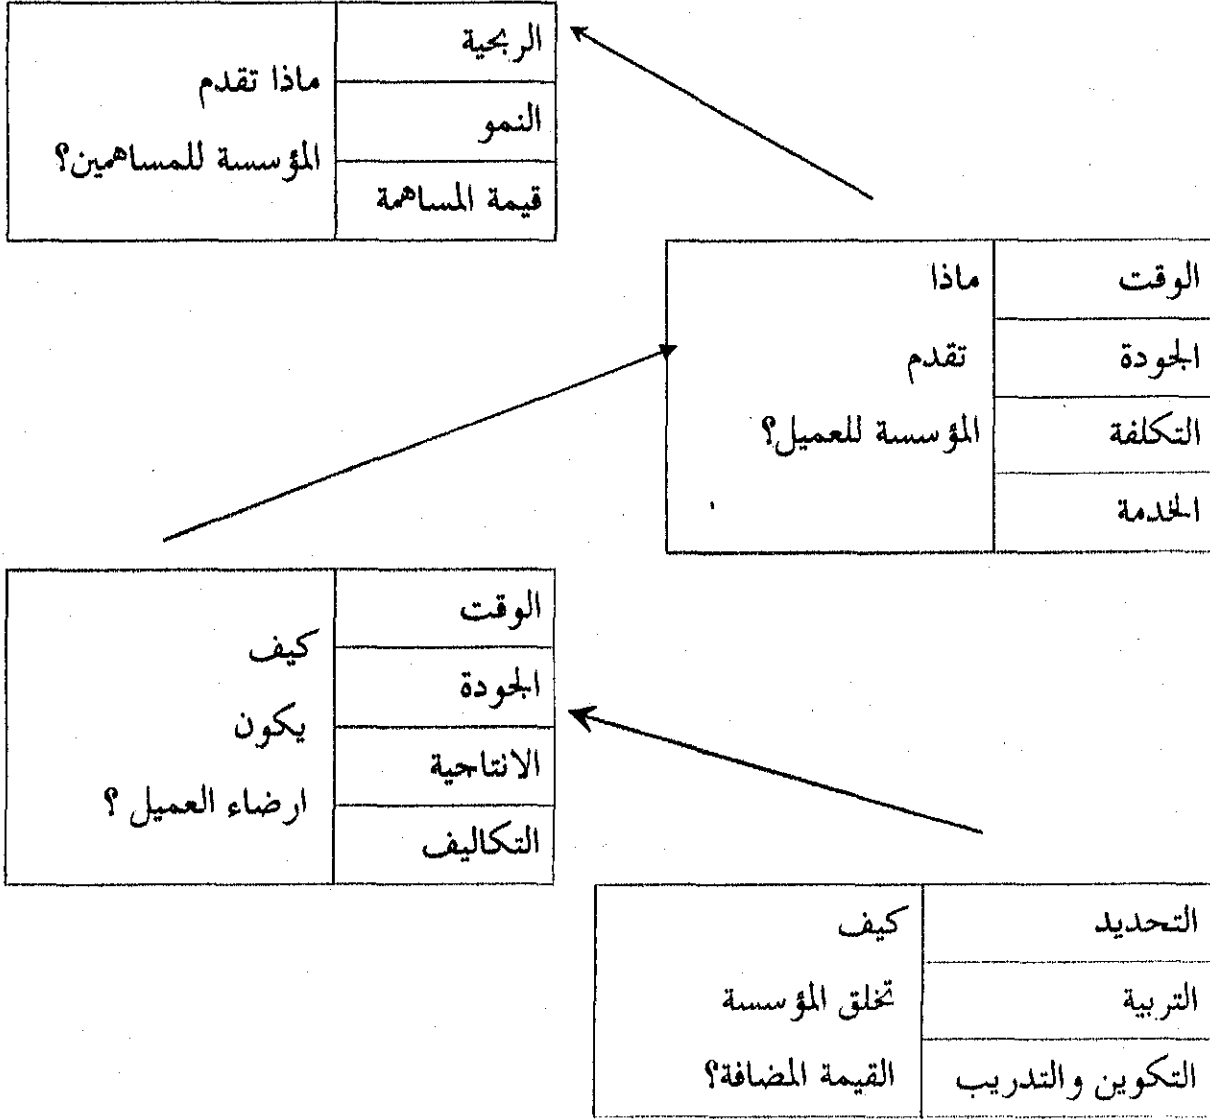 الربحية
النمو
قيمة المساهمة
ماذا تقدم
المؤسسة للمساهمين؟
الوقت
الجودة
التكلفة
الخدمة
ماذا
تقدم
المؤسسة للعميل؟
الوقت
الجودة
الانتاجية
التكاليف
كيف
يكون
ارضاء العميل ؟
التحديد
التربية
التكوين والتدريب
كيف
تخلق المؤسسة
القيمة المضافة؟